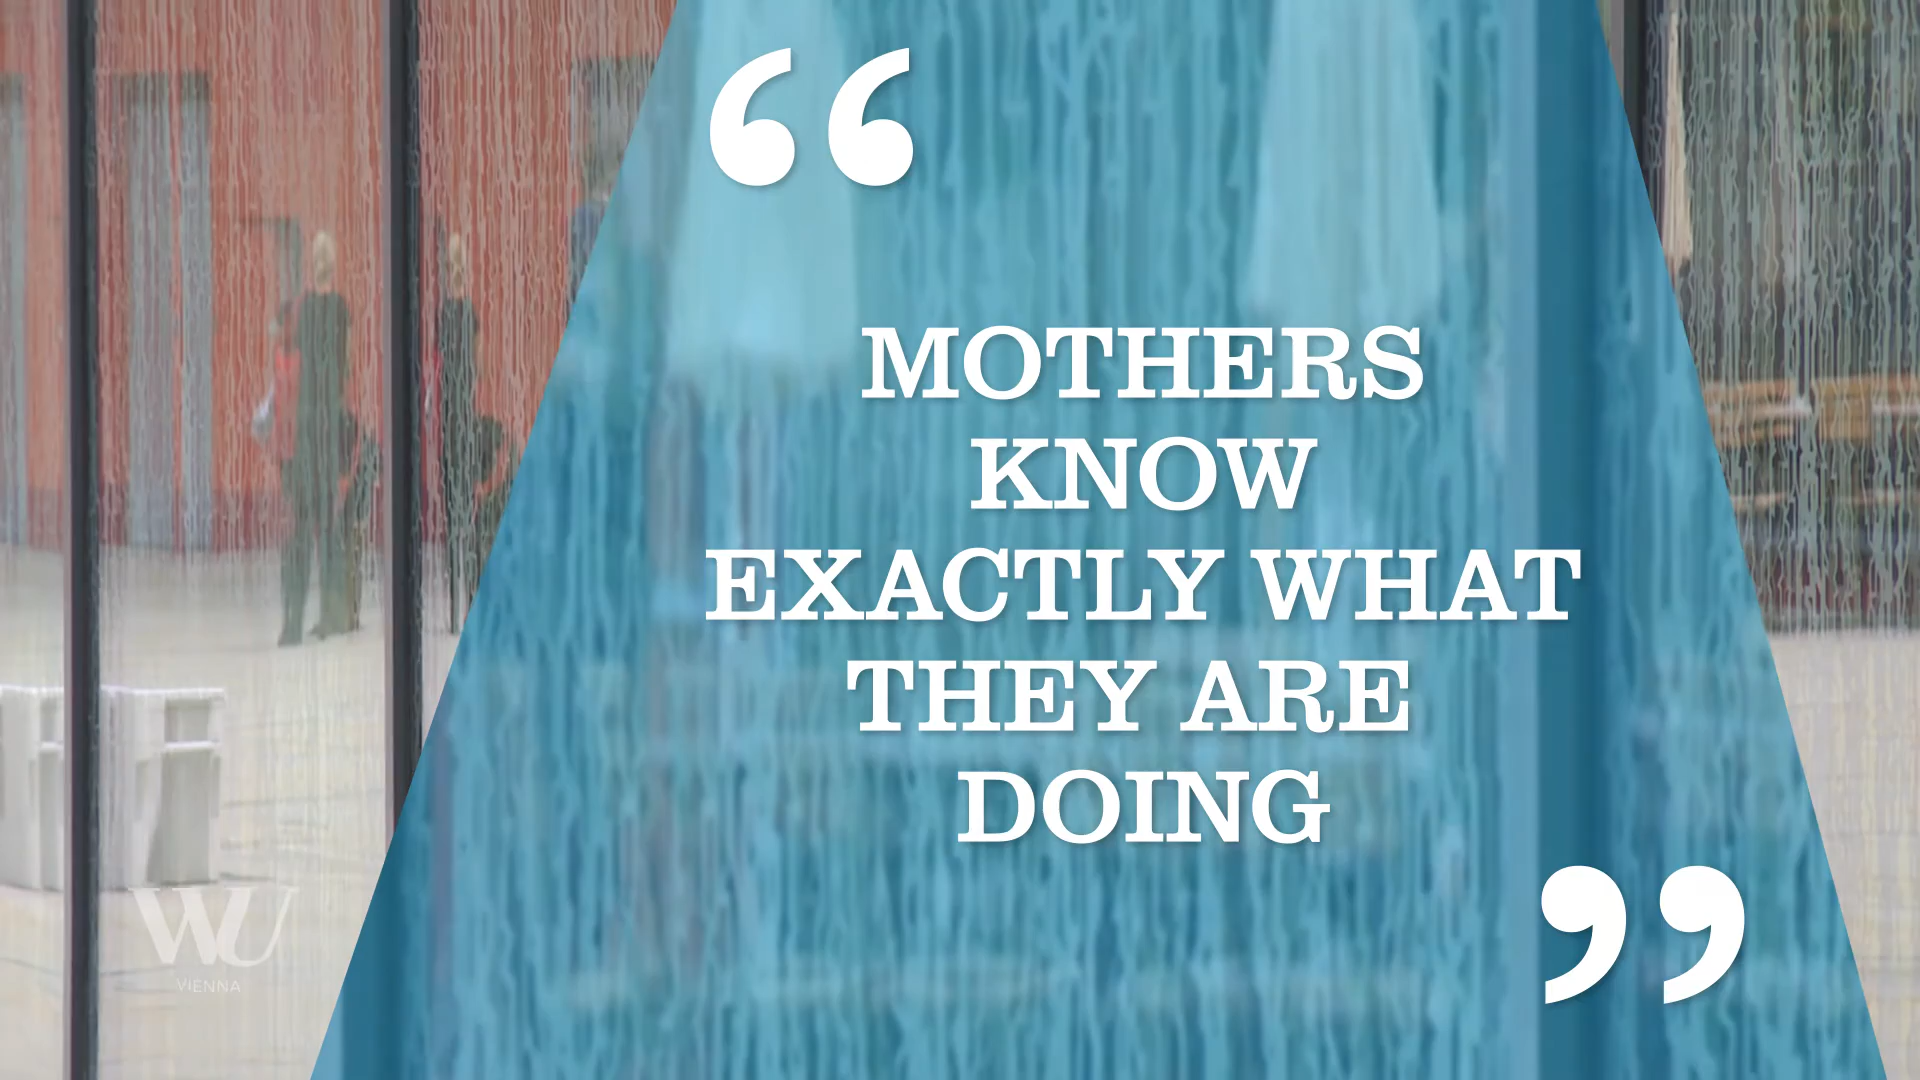 “
MOTHERS
KNOW
EXACTLY WHAT
THEY ARE
DOING
”
WU
VIENNA